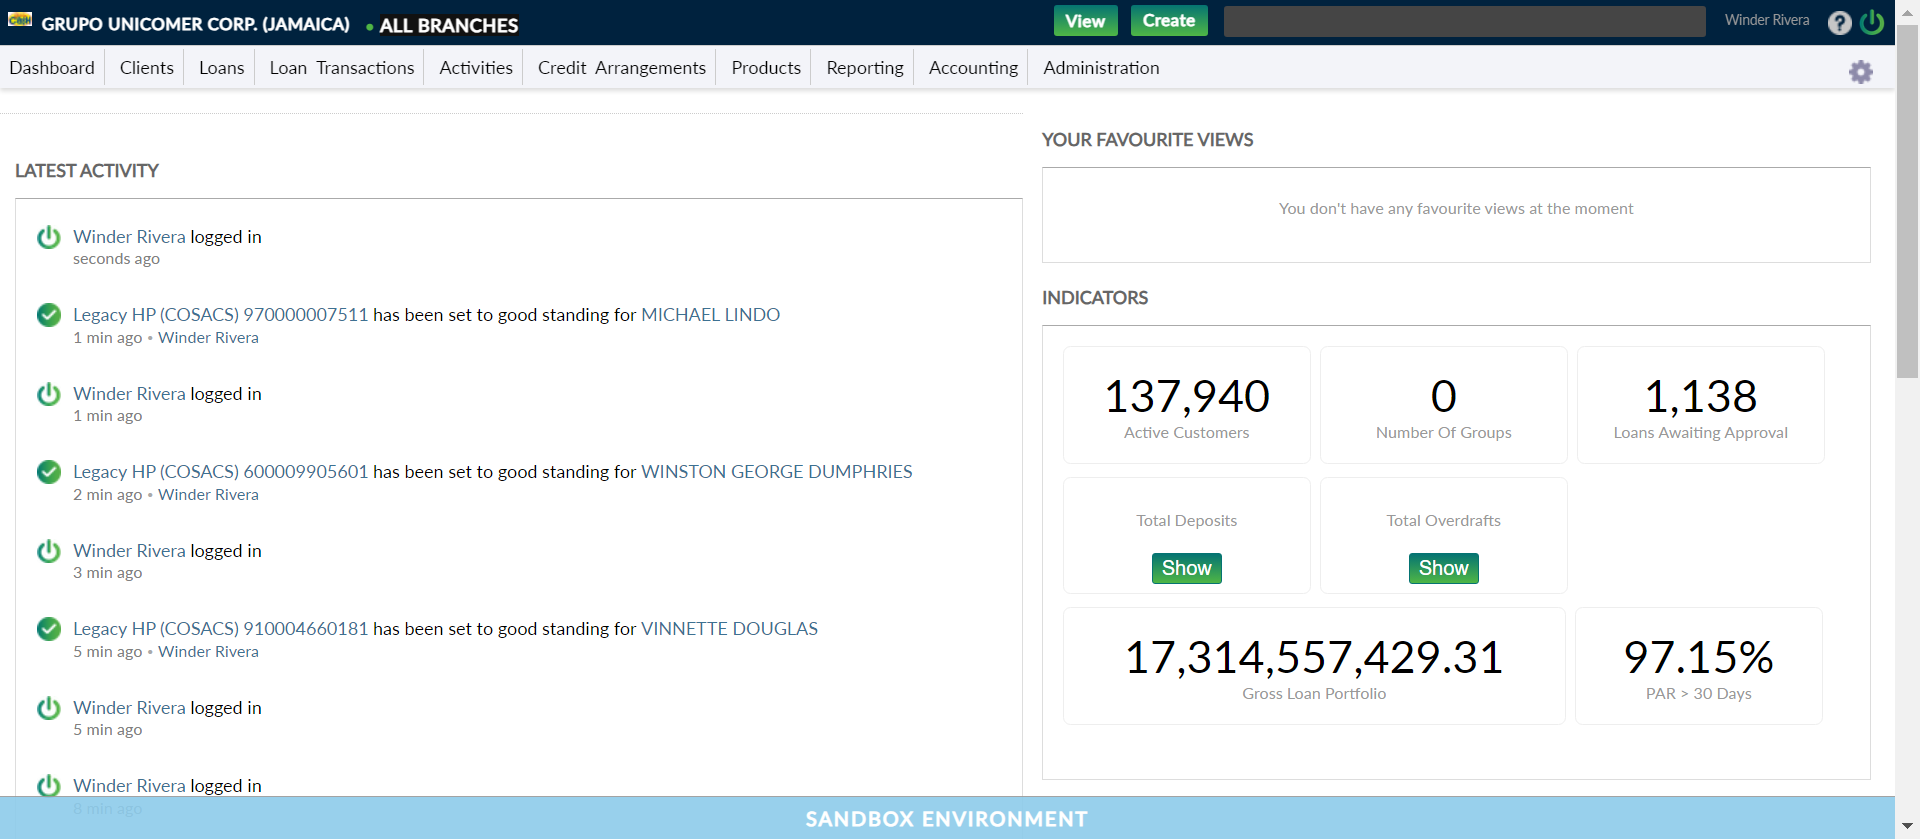 Cash
GRUPO UNICOMER CORP. (JAMAICA) • ALL BRANCHES
View
Create
Winder Rivera
?
Dashboard
Clients
Loans
Loan Transactions
Activities
Credit Arrangements
Products
Reporting
Accounting
Administration
LATEST ACTIVITY
Winder Rivera logged in
seconds ago
Legacy HP (COSACS) 970000007511 has been set to good standing for MICHAEL LINDO
1 min ago • Winder Rivera
Winder Rivera logged in
1 min ago
Legacy HP (COSACS) 600009905601 has been set to good standing for WINSTON GEORGE DUMPHRIES
2 min ago • Winder Rivera
Winder Rivera logged in
3 min ago
Legacy HP (COSACS) 910004660181 has been set to good standing for VINNETTE DOUGLAS
5 min ago • Winder Rivera
Winder Rivera logged in
5 min ago
Winder Rivera logged in
8 min ago
YOUR FAVOURITE VIEWS
You don't have any favourite views at the moment
INDICATORS
137,940
Active Customers
0
Number Of Groups
1,138
Loans Awaiting Approval
Total Deposits
Show
Total Overdrafts
Show
17,314,557,429.31
Gross Loan Portfolio
97.15%
PAR > 30 Days
SANDBOX ENVIRONMENT